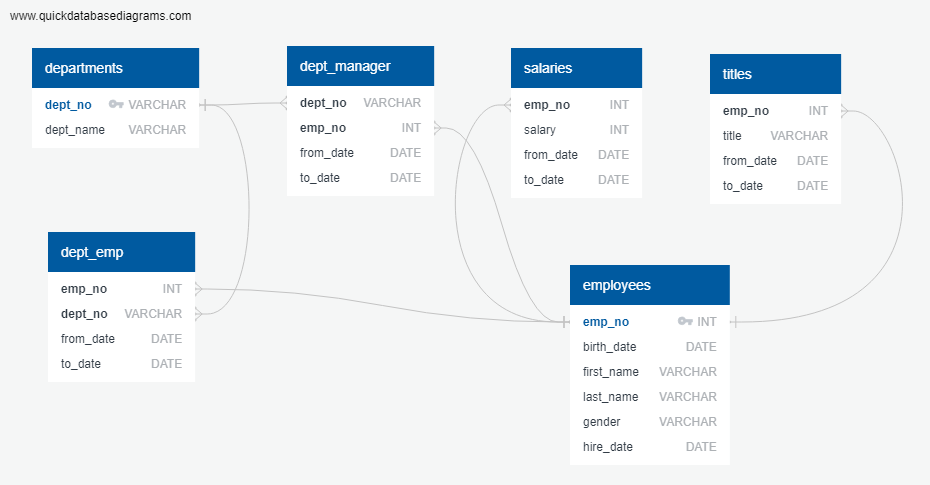 www.quickdatabasediagrams.com
departments
dept_no VARCHAR
dept_name VARCHAR
dept_manager
dept_no VARCHAR
emp_no INT
from_date DATE
to_date DATE
salaries
emp_no INT
salary INT
from_date DATE
to_date DATE
titles
emp_no INT
title VARCHAR
from_date DATE
to_date DATE
dept_emp
emp_no INT
dept_no VARCHAR
from_date DATE
to_date DATE
employees
emp_no INT
birth_date DATE
first_name VARCHAR
last_name VARCHAR
gender VARCHAR
hire_date DATE